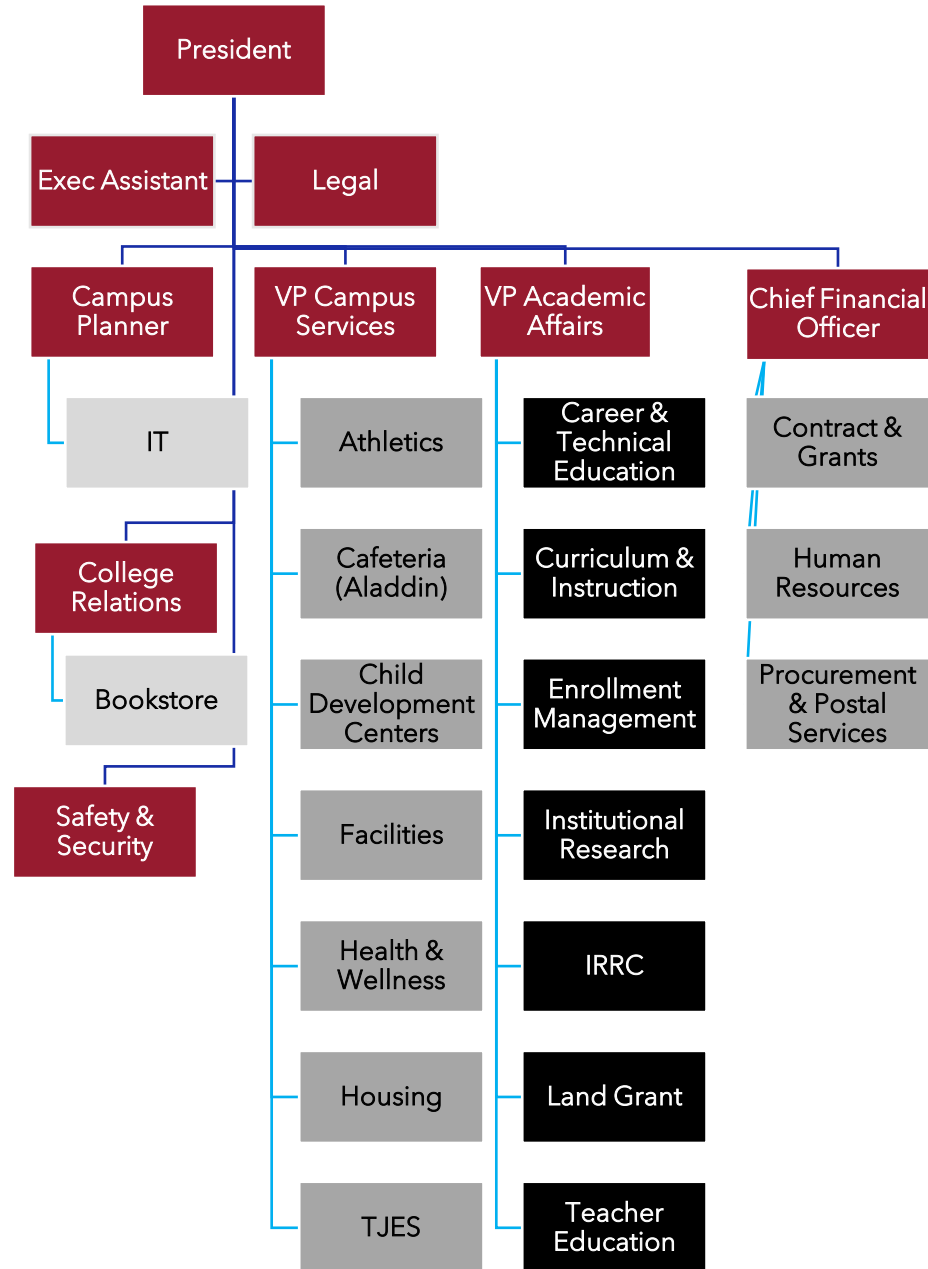 President
Exec Assistant
Legal
Campus
Planner
VP Campus
Services
VP Academic
Affairs
Chief Financial
Officer
IT
College
Relations
Bookstore
Safety &
Security
Athletics
Cafeteria
(Aladdin)
Child
Development
Centers
Facilities
Health &
Wellness
Housing
TJES
Career &
Technical
Education
Curriculum &
Instruction
Enrollment
Management
Institutional
Research
IRRC
Land Grant
Teacher
Education
Contract &
Grants
Human
Resources
Procurement
& Postal
Services